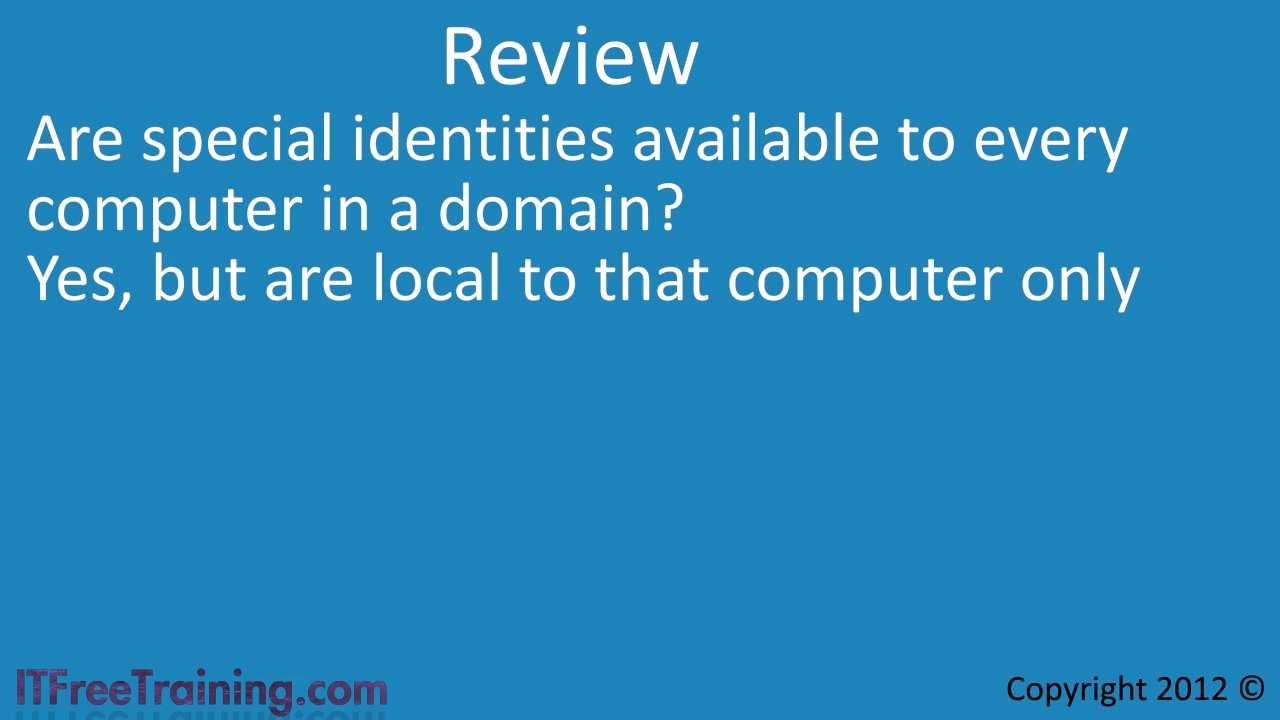 Review
Are special identities available to every
computer in a domain?
Yes, but are local to that computer only
ITFreeTraining.com
Copyright 2012 ©